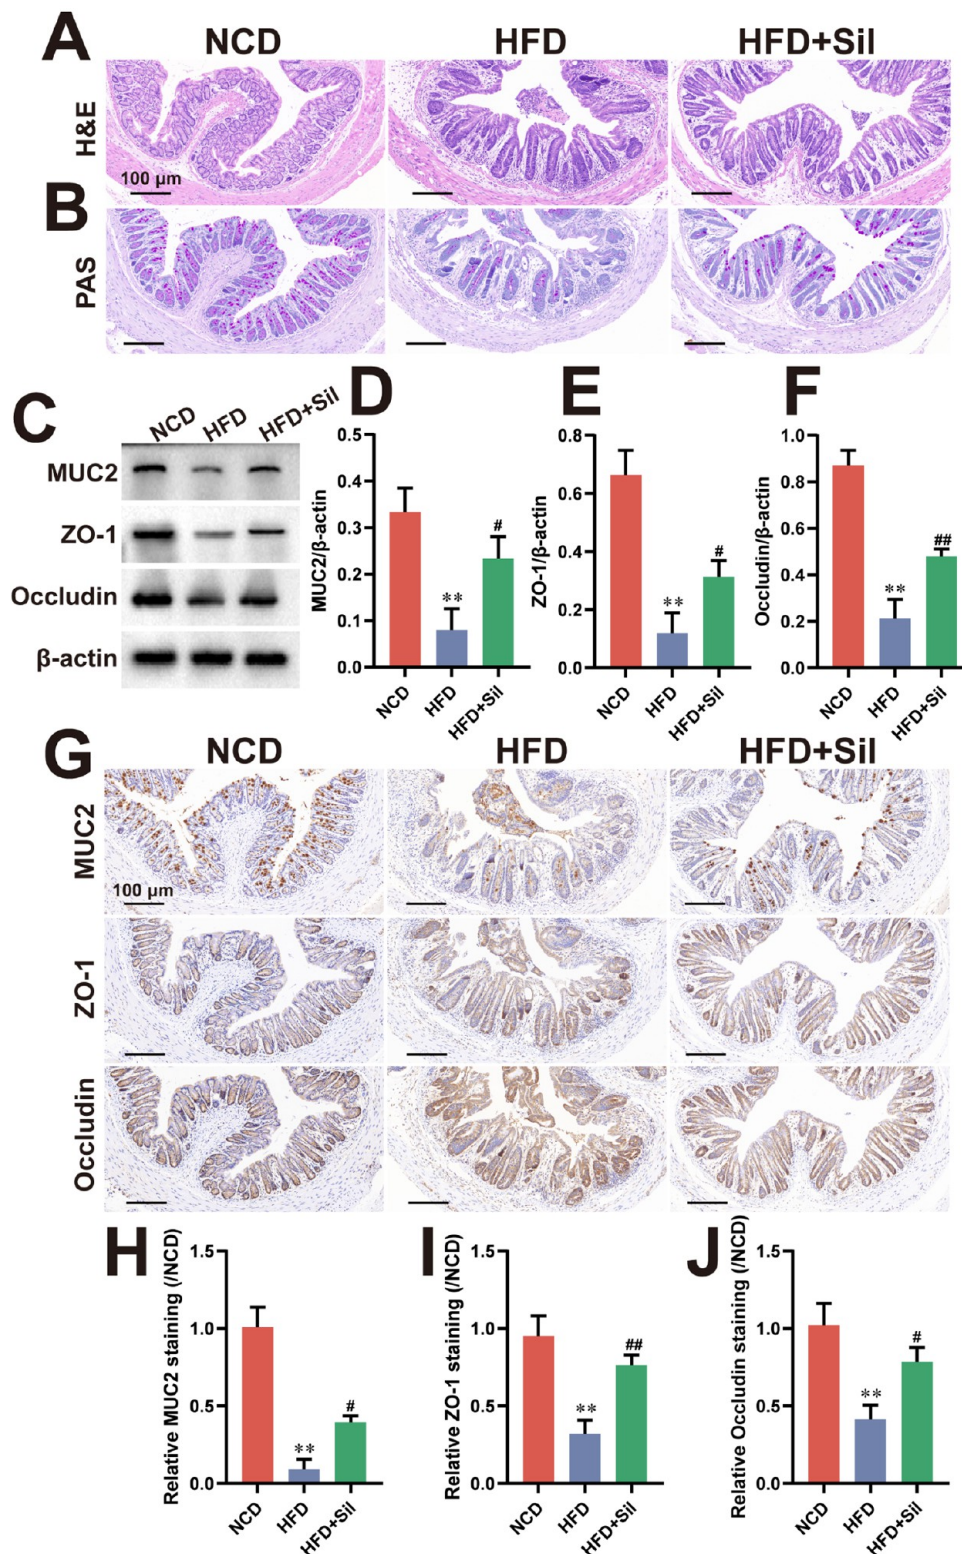 A
NCD HFD HFD+Sil
H&E
100 μm
B
PAS
C
NCD HFD HFD+Sil
MUC2
ZO-1
Occludin
β-actin
D
MUC2/β-actin
0.5
0.4
0.3
0.2
0.1
0.0
**
#
NCD
HFD
HFD+Sil
E
ZO-1/β-actin
0.8
0.6
0.4
0.2
0.0
**
#
NCD
HFD
HFD+Sil
F
Occludin/β-actin
1.0
0.8
0.6
0.4
0.2
0.0
**
##
NCD
HFD
HFD+Sil
G
NCD HFD HFD+Sil
MUC2
100 μm
ZO-1
Occludin
H
Relative MUC2 staining (/NCD)
1.5
1.0
0.5
0.0
**
#
NCD
HFD
HFD+Sil
I
Relative ZO-1 staining (/NCD)
1.5
1.0
0.5
0.0
**
##
NCD
HFD
HFD+Sil
J
Relative Occludin staining (/NCD)
1.5
1.0
0.5
0.0
**
#
NCD
HFD
HFD+Sil